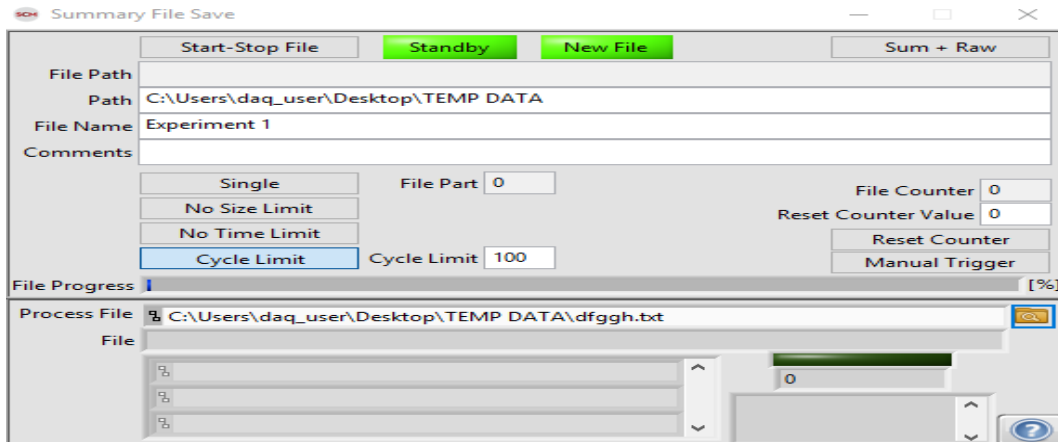 SCM Summary File Save
Start-Stop File Standby New File Sum + Raw
File Path
Path C:\Users\daq_user\Desktop\TEMP DATA
File Name Experiment 1
Comments
Single File Part 0
File Counter 0
No Size Limit
Reset Counter Value 0
No Time Limit
Reset Counter
Cycle Limit Cycle Limit 100
Manual Trigger
File Progress [%]
Process File C:\Users\daq_user\Desktop\TEMP DATA\dfggh.txt
File
0
?